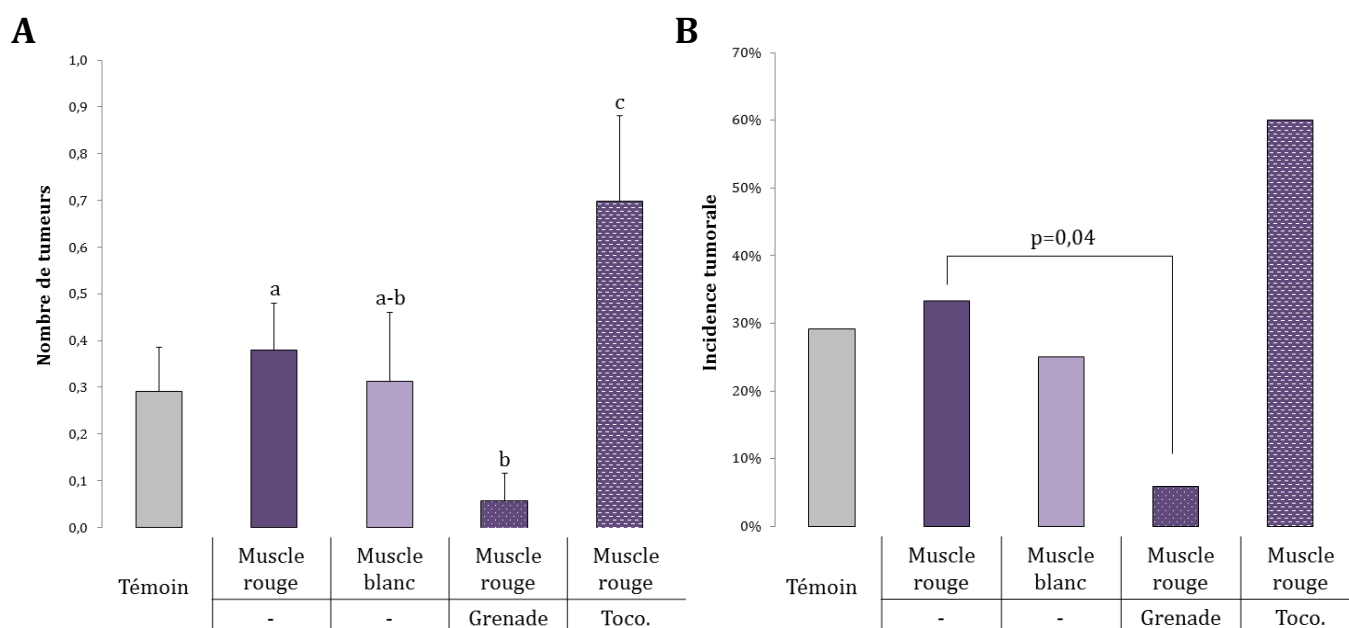 A
Nombre de tumeurs
1,0
0,9
0,8
0,7
0,6
0,5
0,4
0,3
0,2
0,1
0,0
a
a-b
b
c
Témoin
Muscle
rouge
-
Muscle
blanc
-
Muscle
rouge
Grenade
Muscle
rouge
Toco.
B
Incidence tumorale
70%
60%
50%
40%
30%
20%
10%
0%
p=0,04
Témoin
Muscle
rouge
-
Muscle
blanc
-
Muscle
rouge
Grenade
Muscle
rouge
Toco.